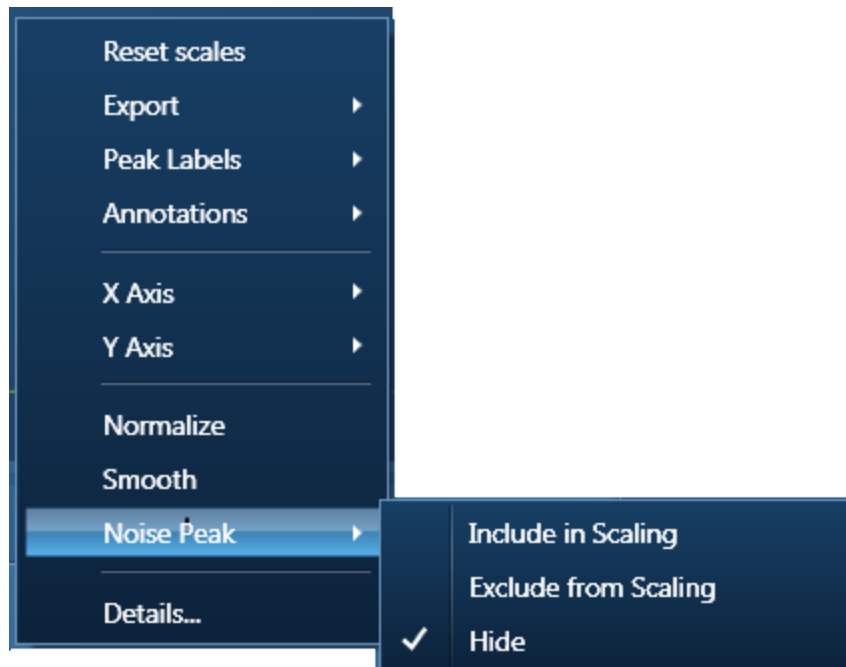 Reset scales
Export
Peak Labels
Annotations
X Axis
Y Axis
Normalize
Smooth
Noise Peak
Include in Scaling
Exclude from Scaling
Hide
Details...